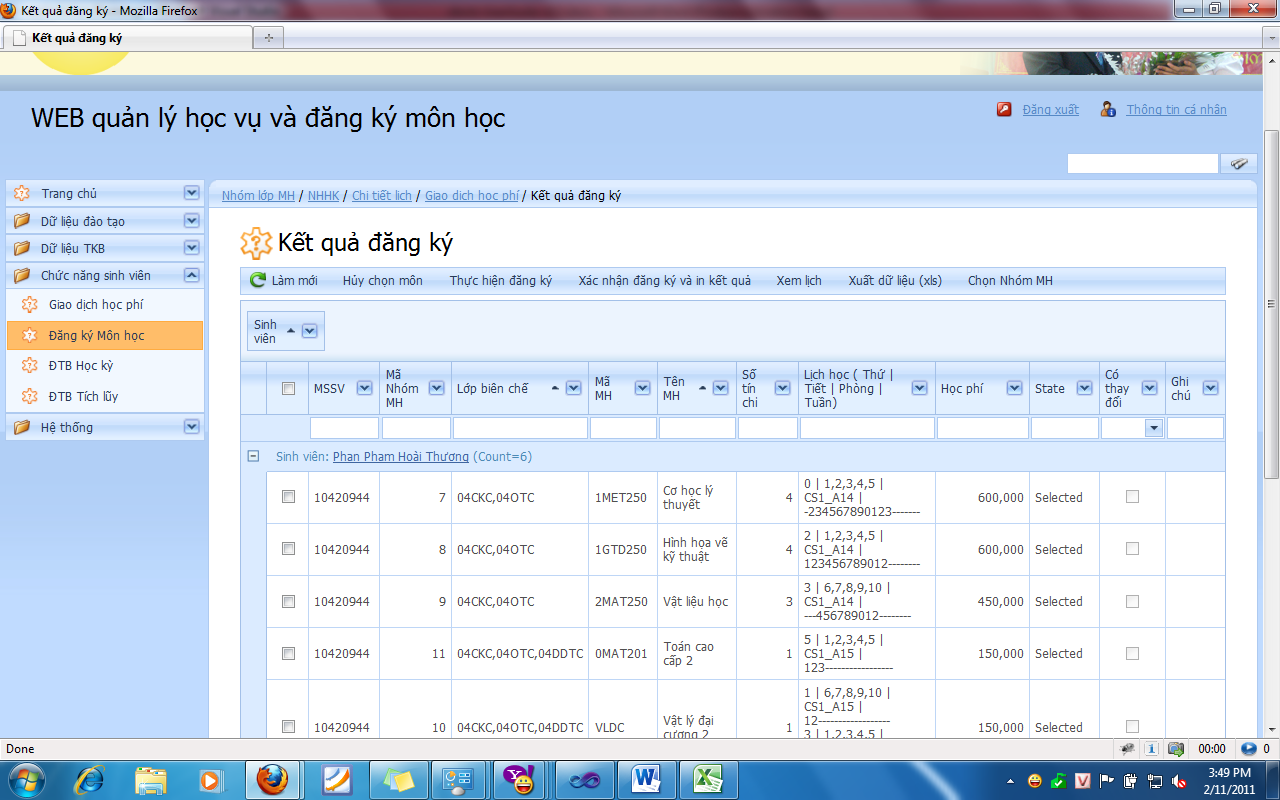 Kết quả đăng ký - Mozilla Firefox
Kết quả đăng ký
WEB quản lý học vụ và đăng ký môn học
Đăng xuất
Thông tin cá nhân
Trang chủ
Dữ liệu đào tạo
Dữ liệu TKB
Chức năng sinh viên
Giao dịch học phí
Đăng ký Môn học
ĐTB Học kỳ
ĐTB Tích lũy
Hệ thống
Nhóm lớp MH / NHHK / Chi tiết lịch / Giao dịch học phí / Kết quả đăng ký
Kết quả đăng ký
Làm mới Hủy chọn môn Thực hiện đăng ký Xác nhận đăng ký và in kết quả Xem lịch Xuất dữ liệu (xls) Chọn Nhóm MH
Sinh
viên
MSSV
Mã
Nhóm
MH
Lớp biên chế
Mã
MH
Tên
MH
Số
tín
chỉ
Lịch học ( Thứ |
Tiết | Phòng |
Tuần)
Học phí
State
Có
thay
đổi
Ghi
chú
Sinh viên: Phan Phạm Hoài Thương (Count=6)
10420944 7 04CKC,04OTC 1MET250
Cơ học lý
thuyết
4
0 | 1,2,3,4,5 |
CS1_A14 |
-234567890123-------
600,000 Selected
10420944 8 04CKC,04OTC 1GTD250
Hình họa vẽ
kỹ thuật
4
2 | 1,2,3,4,5 |
CS1_A14 |
123456789012--------
600,000 Selected
10420944 9 04CKC,04OTC 2MAT250
Vật liệu học
3
3 | 6,7,8,9,10 |
CS1_A14 |
---456789012--------
450,000 Selected
10420944 11 04CKC,04OTC,04DDTC 0MAT201
Toán cao
cấp 2
1
5 | 1,2,3,4,5 |
CS1_A15 |
123-----------------
150,000 Selected
10420944 10 04CKC,04OTC,04DDTC VLDC
Vật lý đại
cương 2
1
1 | 6,7,8,9,10 |
CS1_A15 |
12------------------
3 | 1,2,3,4,5 |
150,000 Selected
Done
00:00
0
3:49 PM
2/11/2011